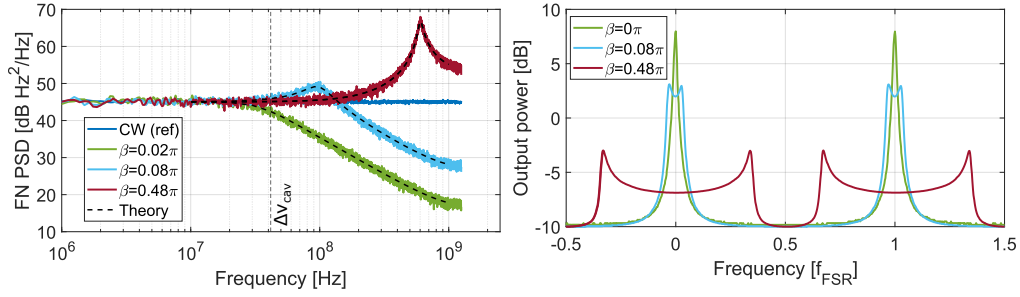 FN PSD [dB Hz²/Hz]
70
60
50
40
30
20
10
CW (ref)
β=0.02π
β=0.08π
β=0.48π
Theory
Δν_cav
10⁶
10⁷
10⁸
10⁹
Frequency [Hz]
Output power [dB]
10
5
0
-5
-10
β=0π
β=0.08π
β=0.48π
-0.5
0
0.5
1
1.5
Frequency [f_FSR]